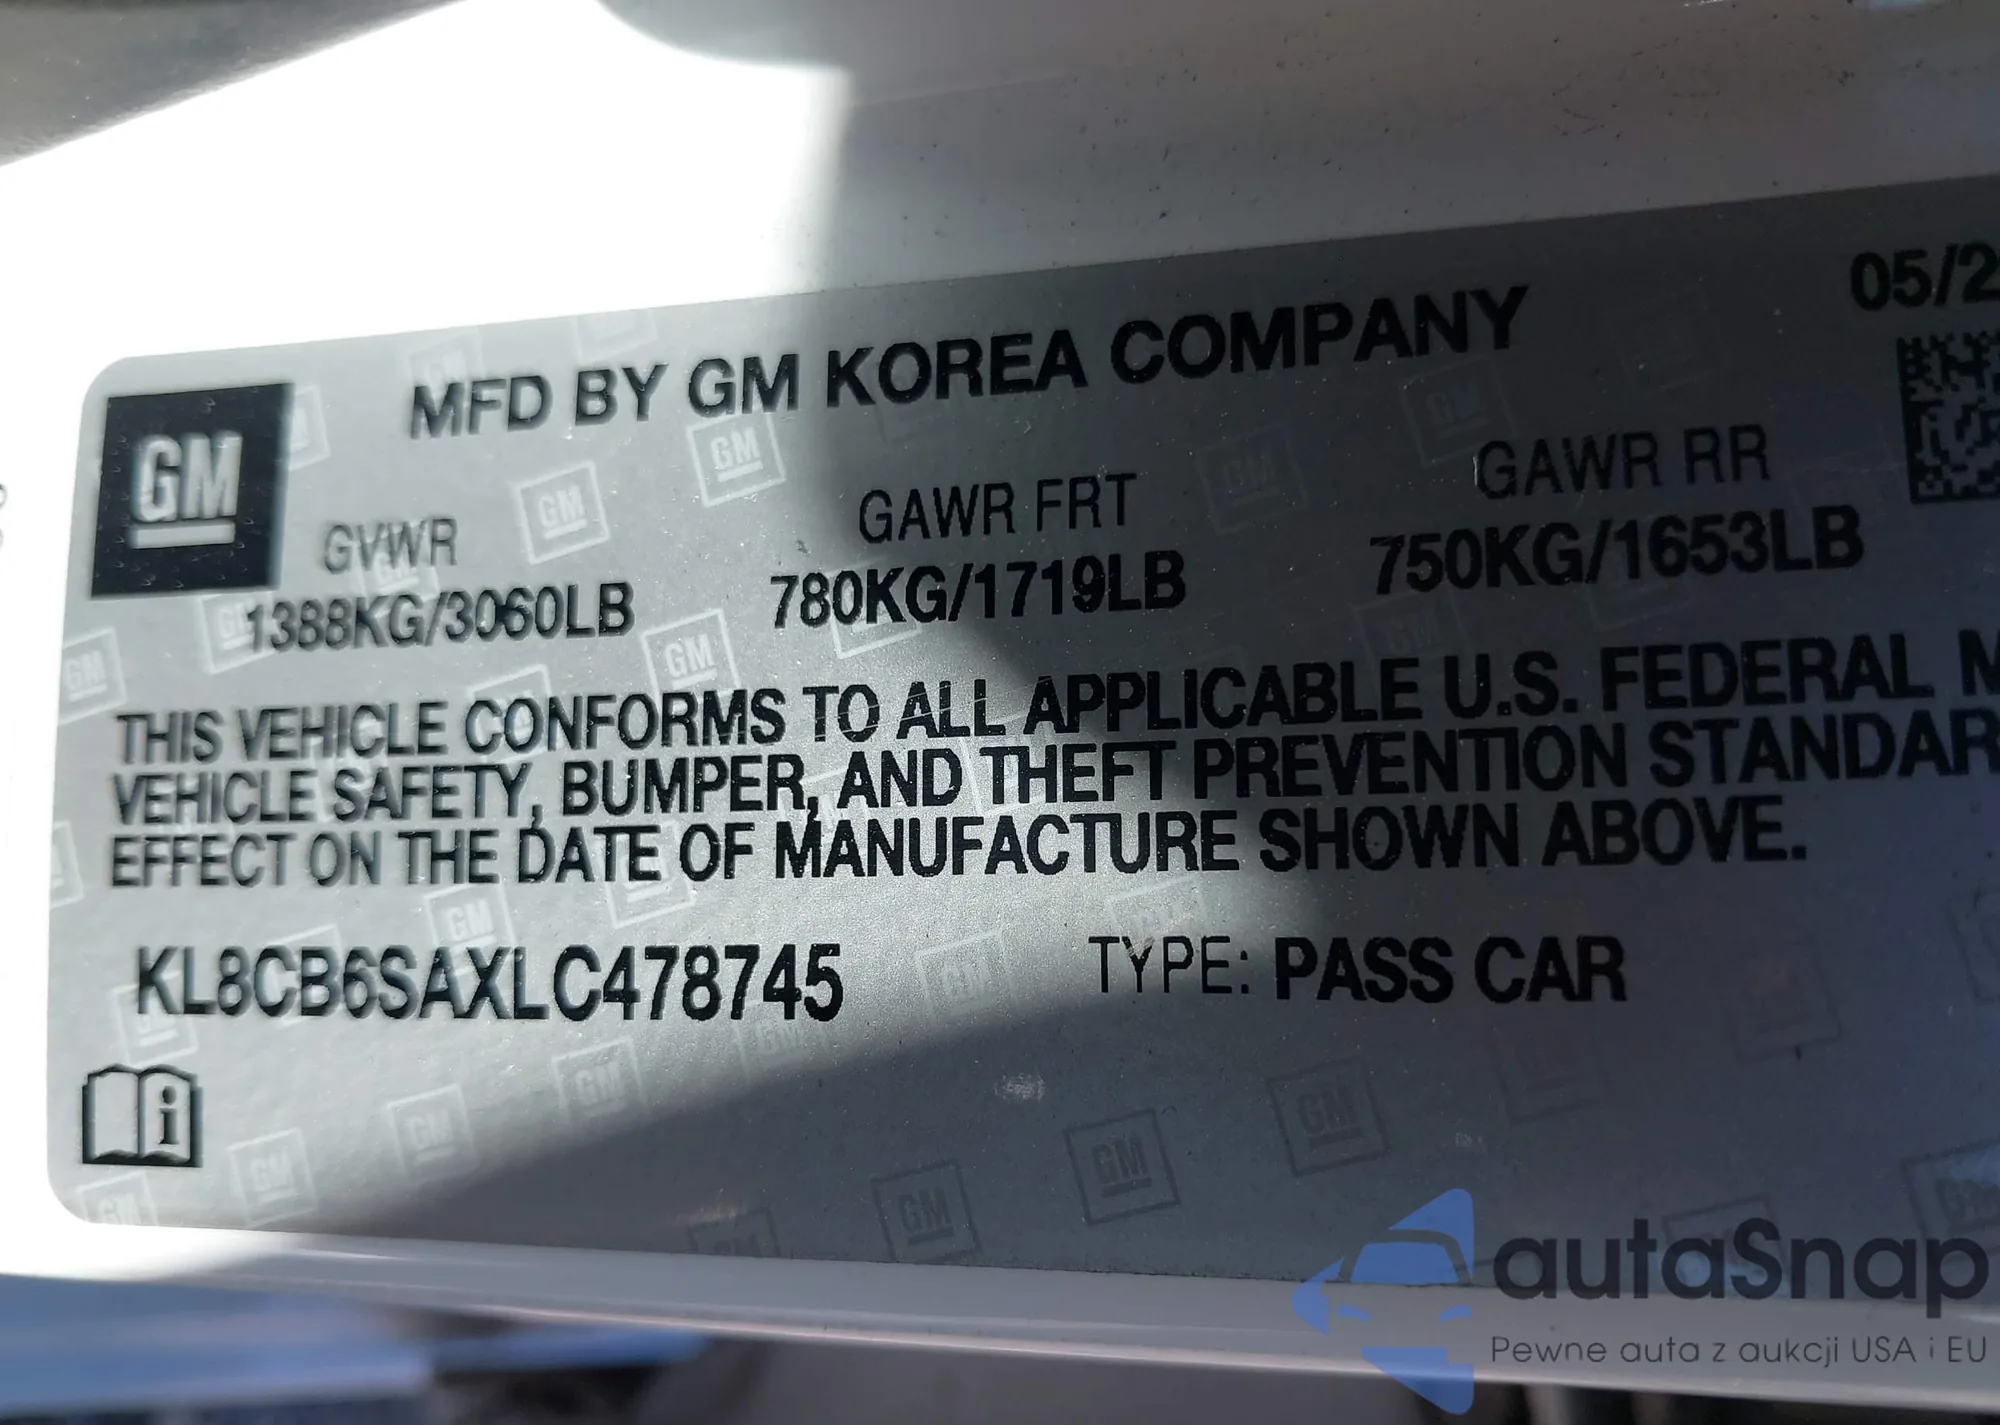 05/2
MFD BY GM KOREA COMPANY
GM
GVWR GAWR FRT GAWR RR
1388KG/3060LB 780KG/1719LB 750KG/1653LB
THIS VEHICLE CONFORMS TO ALL APPLICABLE U.S. FEDERAL M
VEHICLE SAFETY, BUMPER, AND THEFT PREVENTION STANDAR
EFFECT ON THE DATE OF MANUFACTURE SHOWN ABOVE.
KL8CB6SAXLC478745 TYPE: PASS CAR
i
autaSnap
Pewne auta z aukcji USA i EU